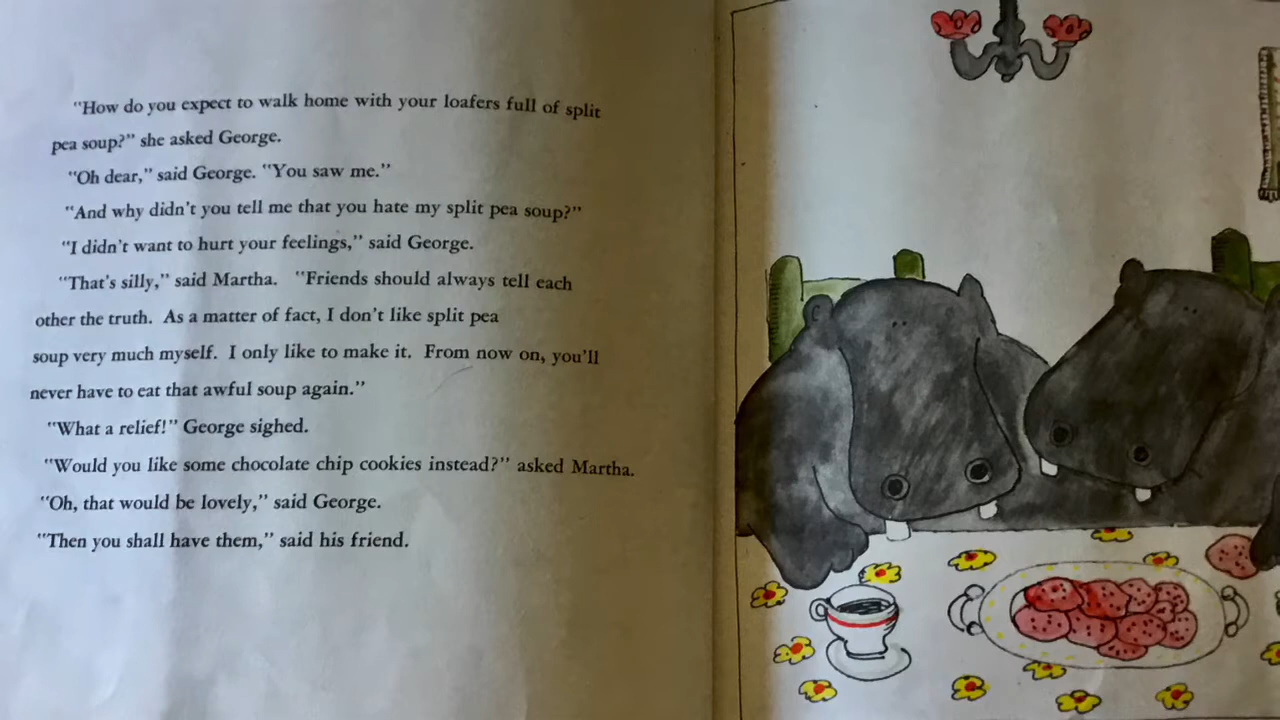 "How do you expect to walk home with your loafers full of split
pea soup?" she asked George.
"Oh dear," said George. "You saw me."
"And why didn't you tell me that you hate my split pea soup?"
"I didn't want to hurt your feelings," said George.
"That's silly," said Martha. "Friends should always tell each
other the truth. As a matter of fact, I don't like split pea
soup very much myself. I only like to make it. From now on, you'll
never have to eat that awful soup again."
"What a relief!" George sighed.
"Would you like some chocolate chip cookies instead?" asked Martha.
"Oh, that would be lovely," said George.
"Then you shall have them," said his friend.